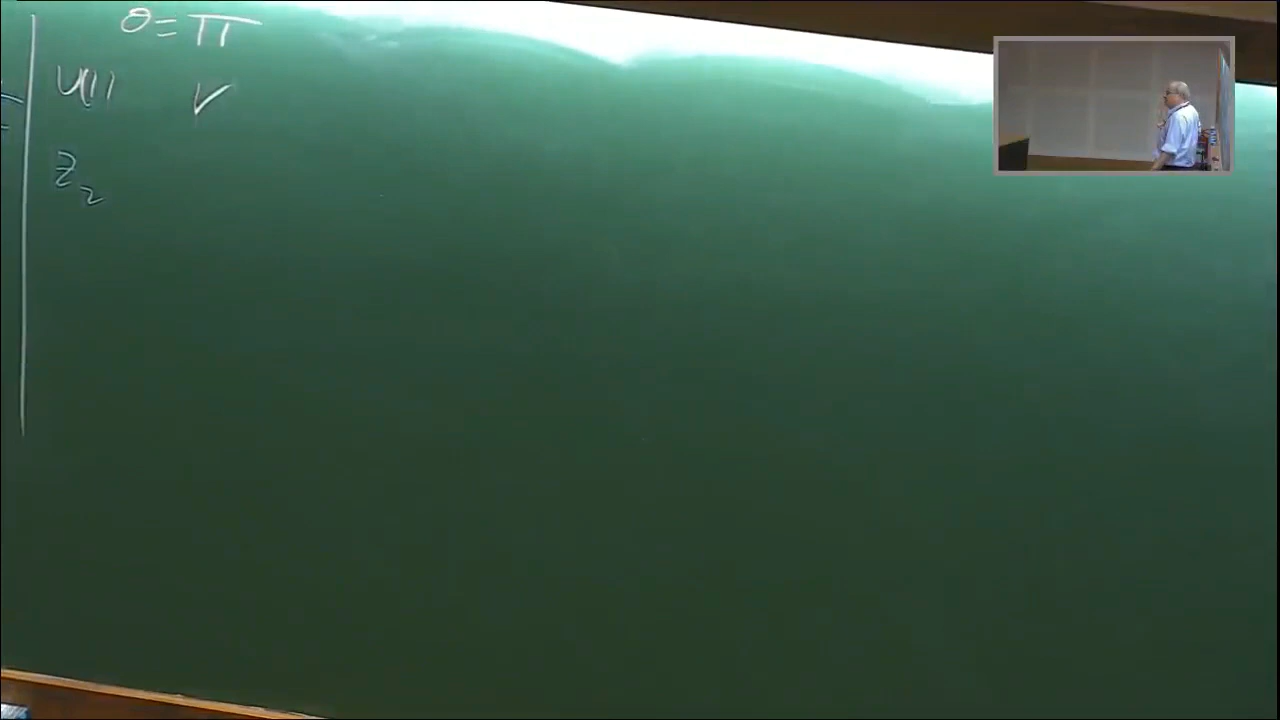 θ = π
U(1) √
Z₂